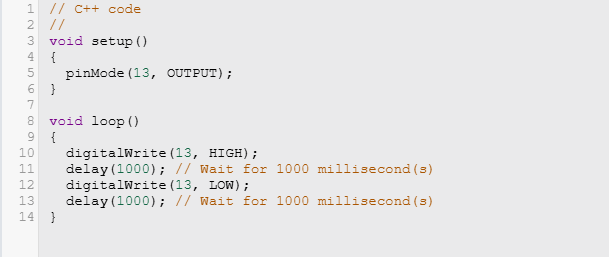 1 // C++ code
2 //
3 void setup()
4 {
5   pinMode(13, OUTPUT);
6 }
7
8 void loop()
9 {
10   digitalWrite(13, HIGH);
11   delay(1000); // Wait for 1000 millisecond(s)
12   digitalWrite(13, LOW);
13   delay(1000); // Wait for 1000 millisecond(s)
14 }